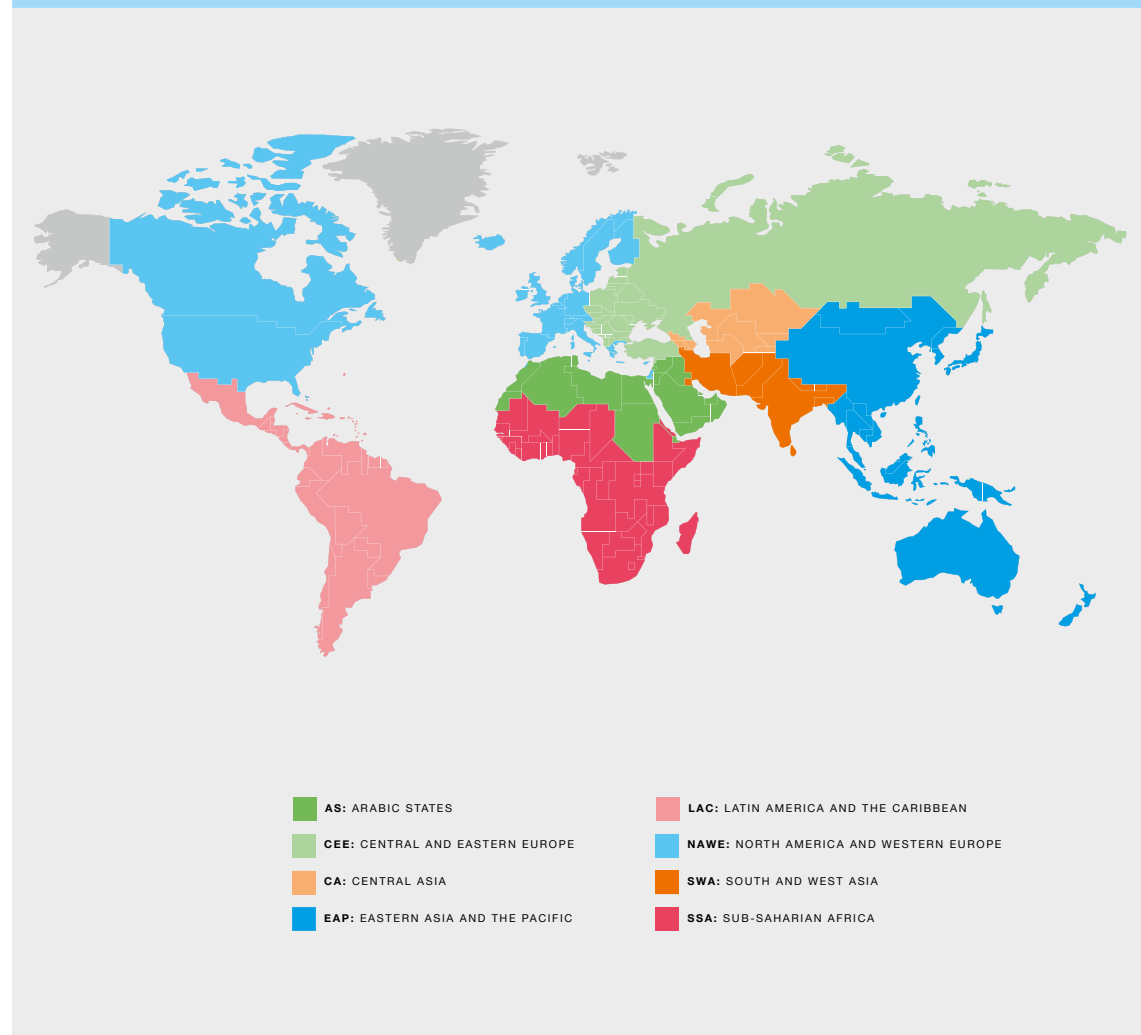 AS: ARABIC STATES
CEE: CENTRAL AND EASTERN EUROPE
CA: CENTRAL ASIA
EAP: EASTERN ASIA AND THE PACIFIC
LAC: LATIN AMERICA AND THE CARIBBEAN
NAWE: NORTH AMERICA AND WESTERN EUROPE
SWA: SOUTH AND WEST ASIA
SSA: SUB-SAHARIAN AFRICA